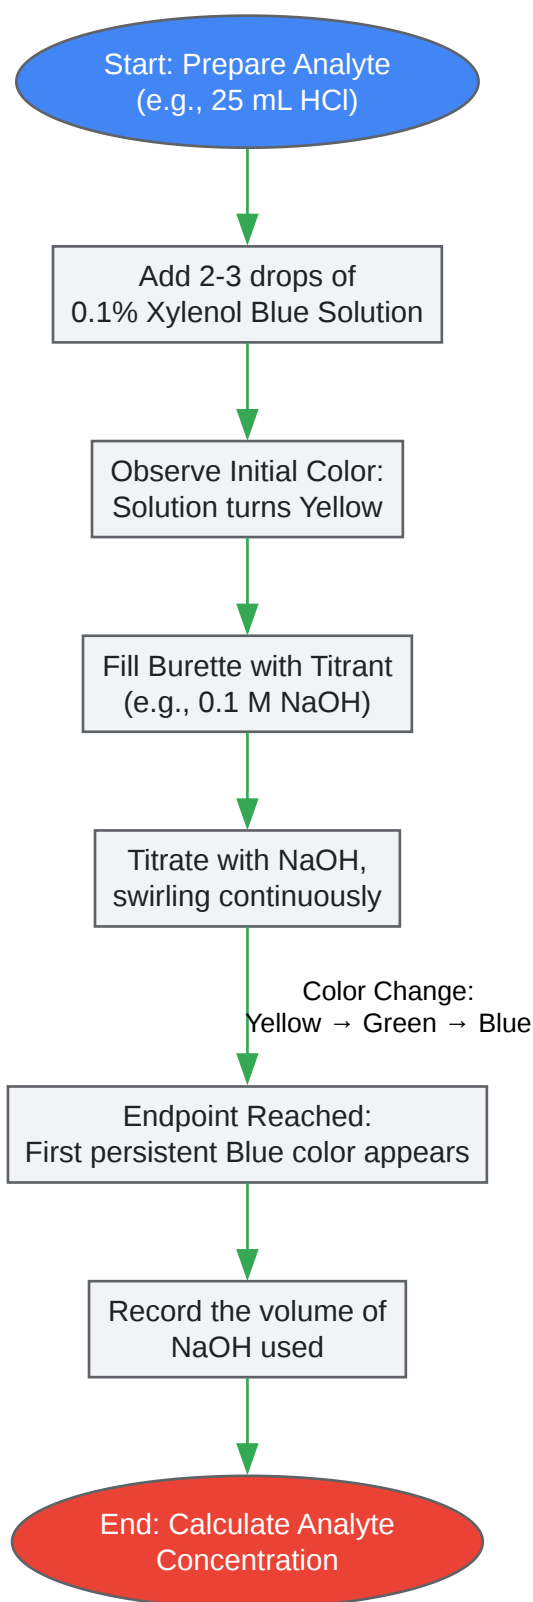 Start: Prepare Analyte
(e.g., 25 mL HCl)
Add 2-3 drops of
0.1% Xylenol Blue Solution
Observe Initial Color:
Solution turns Yellow
Fill Burette with Titrant
(e.g., 0.1 M NaOH)
Titrate with NaOH,
swirling continuously
Color Change:
Yellow → Green → Blue
Endpoint Reached:
First persistent Blue color appears
Record the volume of
NaOH used
End: Calculate Analyte
Concentration